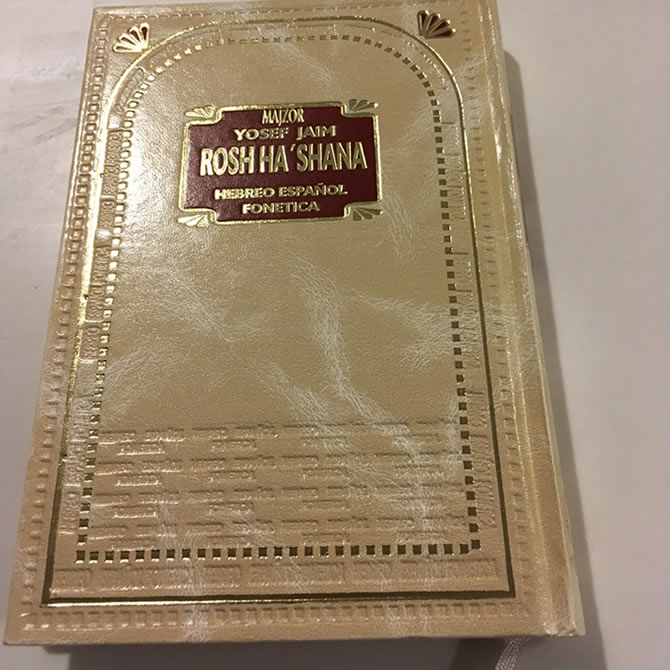 MAJZOR
YOSEF JAIM
ROSH HA´SHANA
HEBREO ESPAÑOL
FONETICA